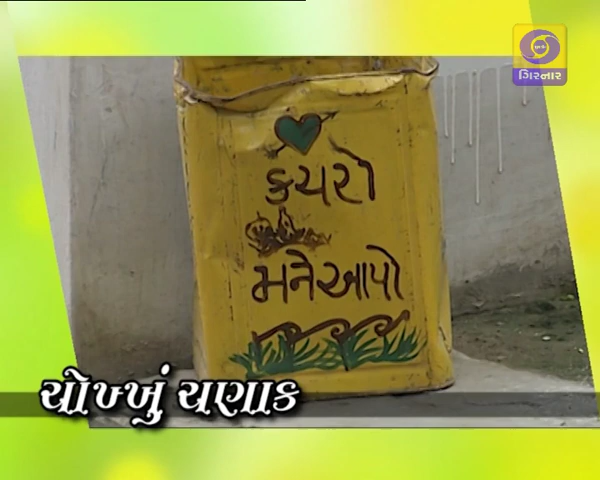 ગિરનાર
કચરો
મને આપો
ચોખ્ખું ચણાક